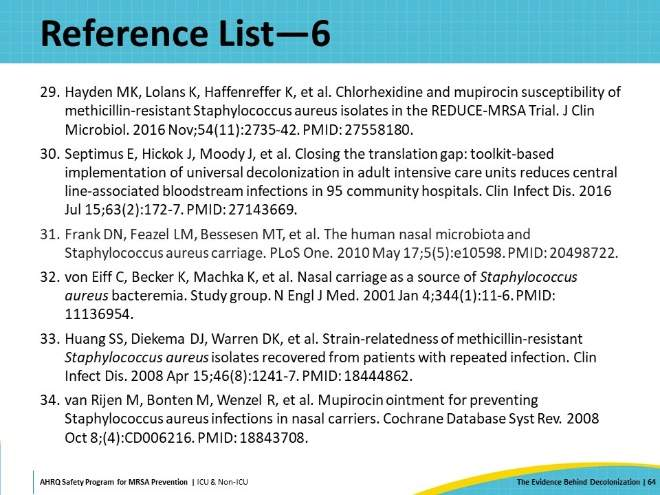 Reference List—6
29. Hayden MK, Lolans K, Haffenreffer K, et al. Chlorhexidine and mupirocin susceptibility of
methicillin-resistant Staphylococcus aureus isolates in the REDUCE-MRSA Trial. J Clin
Microbiol. 2016 Nov;54(11):2735-42. PMID: 27558180.
30. Septimus E, Hickok J, Moody J, et al. Closing the translation gap: toolkit-based
implementation of universal decolonization in adult intensive care units reduces central
line-associated bloodstream infections in 95 community hospitals. Clin Infect Dis. 2016
Jul 15;63(2):172-7. PMID: 27143669.
31. Frank DN, Feazel LM, Bessesen MT, et al. The human nasal microbiota and
Staphylococcus aureus carriage. PLoS One. 2010 May 17;5(5):e10598. PMID: 20498722.
32. von Eiff C, Becker K, Machka K, et al. Nasal carriage as a source of Staphylococcus
aureus bacteremia. Study group. N Engl J Med. 2001 Jan 4;344(1):11-6. PMID:
11136954.
33. Huang SS, Diekema DJ, Warren DK, et al. Strain-relatedness of methicillin-resistant
Staphylococcus aureus isolates recovered from patients with repeated infection. Clin
Infect Dis. 2008 Apr 15;46(8):1241-7. PMID: 18444862.
34. van Rijen M, Bonten M, Wenzel R, et al. Mupirocin ointment for preventing
Staphylococcus aureus infections in nasal carriers. Cochrane Database Syst Rev. 2008
Oct 8;(4):CD006216. PMID: 18843708.
AHRQ Safety Program for MRSA Prevention | ICU & Non-ICU
The Evidence Behind Decolonization | 64